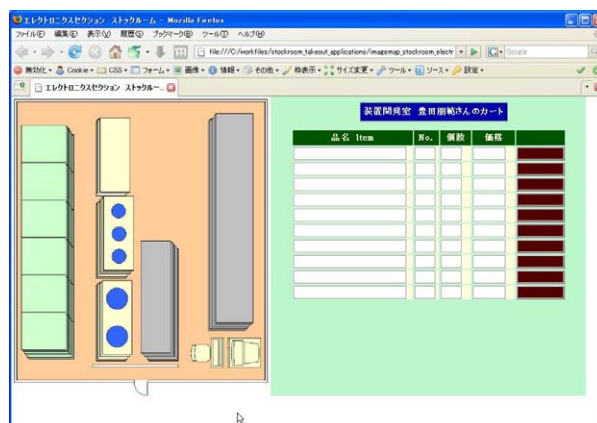 エレクトロニクスセクション ストックルーム - Mozilla Firefox
ファイル(F) 編集(E) 表示(V) 履歴(S) ブックマーク(B) ツール(T) ヘルプ(H)
file:///C:/workfiles/stockroom_takeout_applications/imagemap_stockroom_electr
Google
無効化 Cookie CSS フォーム 画像 情報 その他 枠表示 サイズ変更 ツール ソース 設定
エレクトロニクスセクション ストックルー...
装置開発室 豊田朋範さんのカート
品名 Item No. 個数 価格